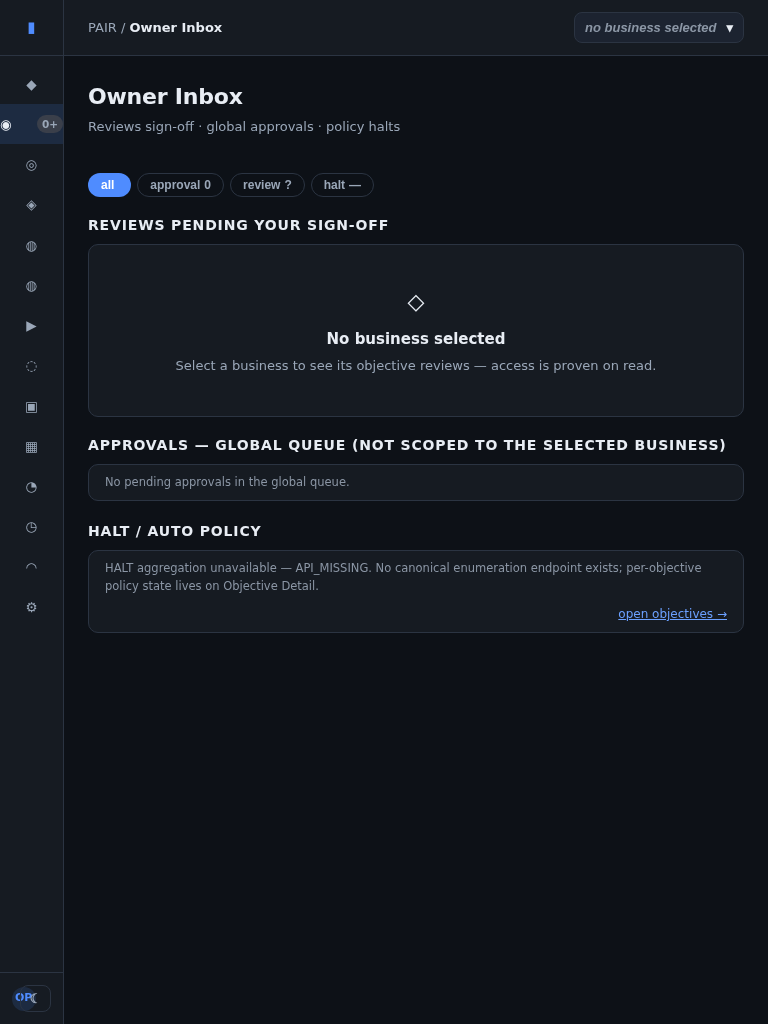 PAIR / Owner Inbox
no business selected ▼
0+
Owner Inbox
Reviews sign-off · global approvals · policy halts
all
approval 0
review ?
halt —
REVIEWS PENDING YOUR SIGN-OFF
No business selected
Select a business to see its objective reviews — access is proven on read.
APPROVALS — GLOBAL QUEUE (NOT SCOPED TO THE SELECTED BUSINESS)
No pending approvals in the global queue.
HALT / AUTO POLICY
HALT aggregation unavailable — API_MISSING. No canonical enumeration endpoint exists; per-objective
policy state lives on Objective Detail.
open objectives →